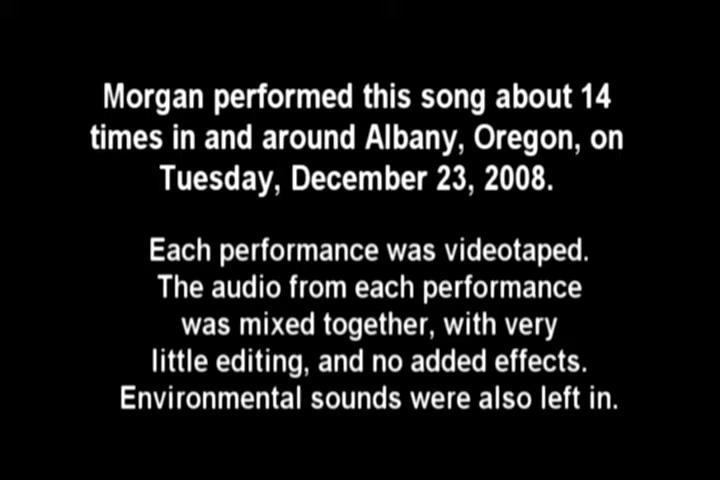 Morgan performed this song about 14
times in and around Albany, Oregon, on
Tuesday, December 23, 2008.
Each performance was videotaped.
The audio from each performance
was mixed together, with very
little editing, and no added effects.
Environmental sounds were also left in.